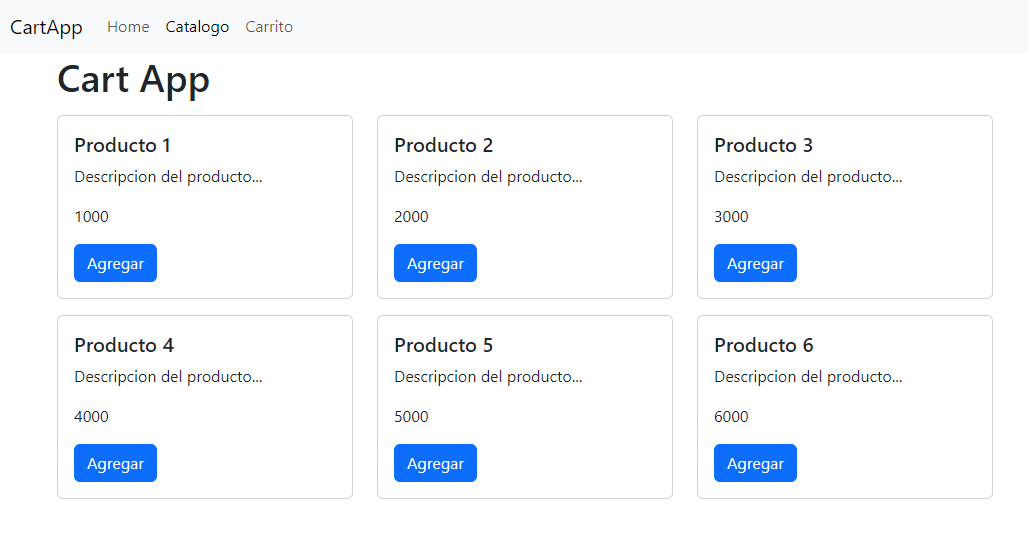 CartApp Home Catalogo Carrito
Cart App
Producto 1
Descripcion del producto...
1000
Agregar
Producto 2
Descripcion del producto...
2000
Agregar
Producto 3
Descripcion del producto...
3000
Agregar
Producto 4
Descripcion del producto...
4000
Agregar
Producto 5
Descripcion del producto...
5000
Agregar
Producto 6
Descripcion del producto...
6000
Agregar